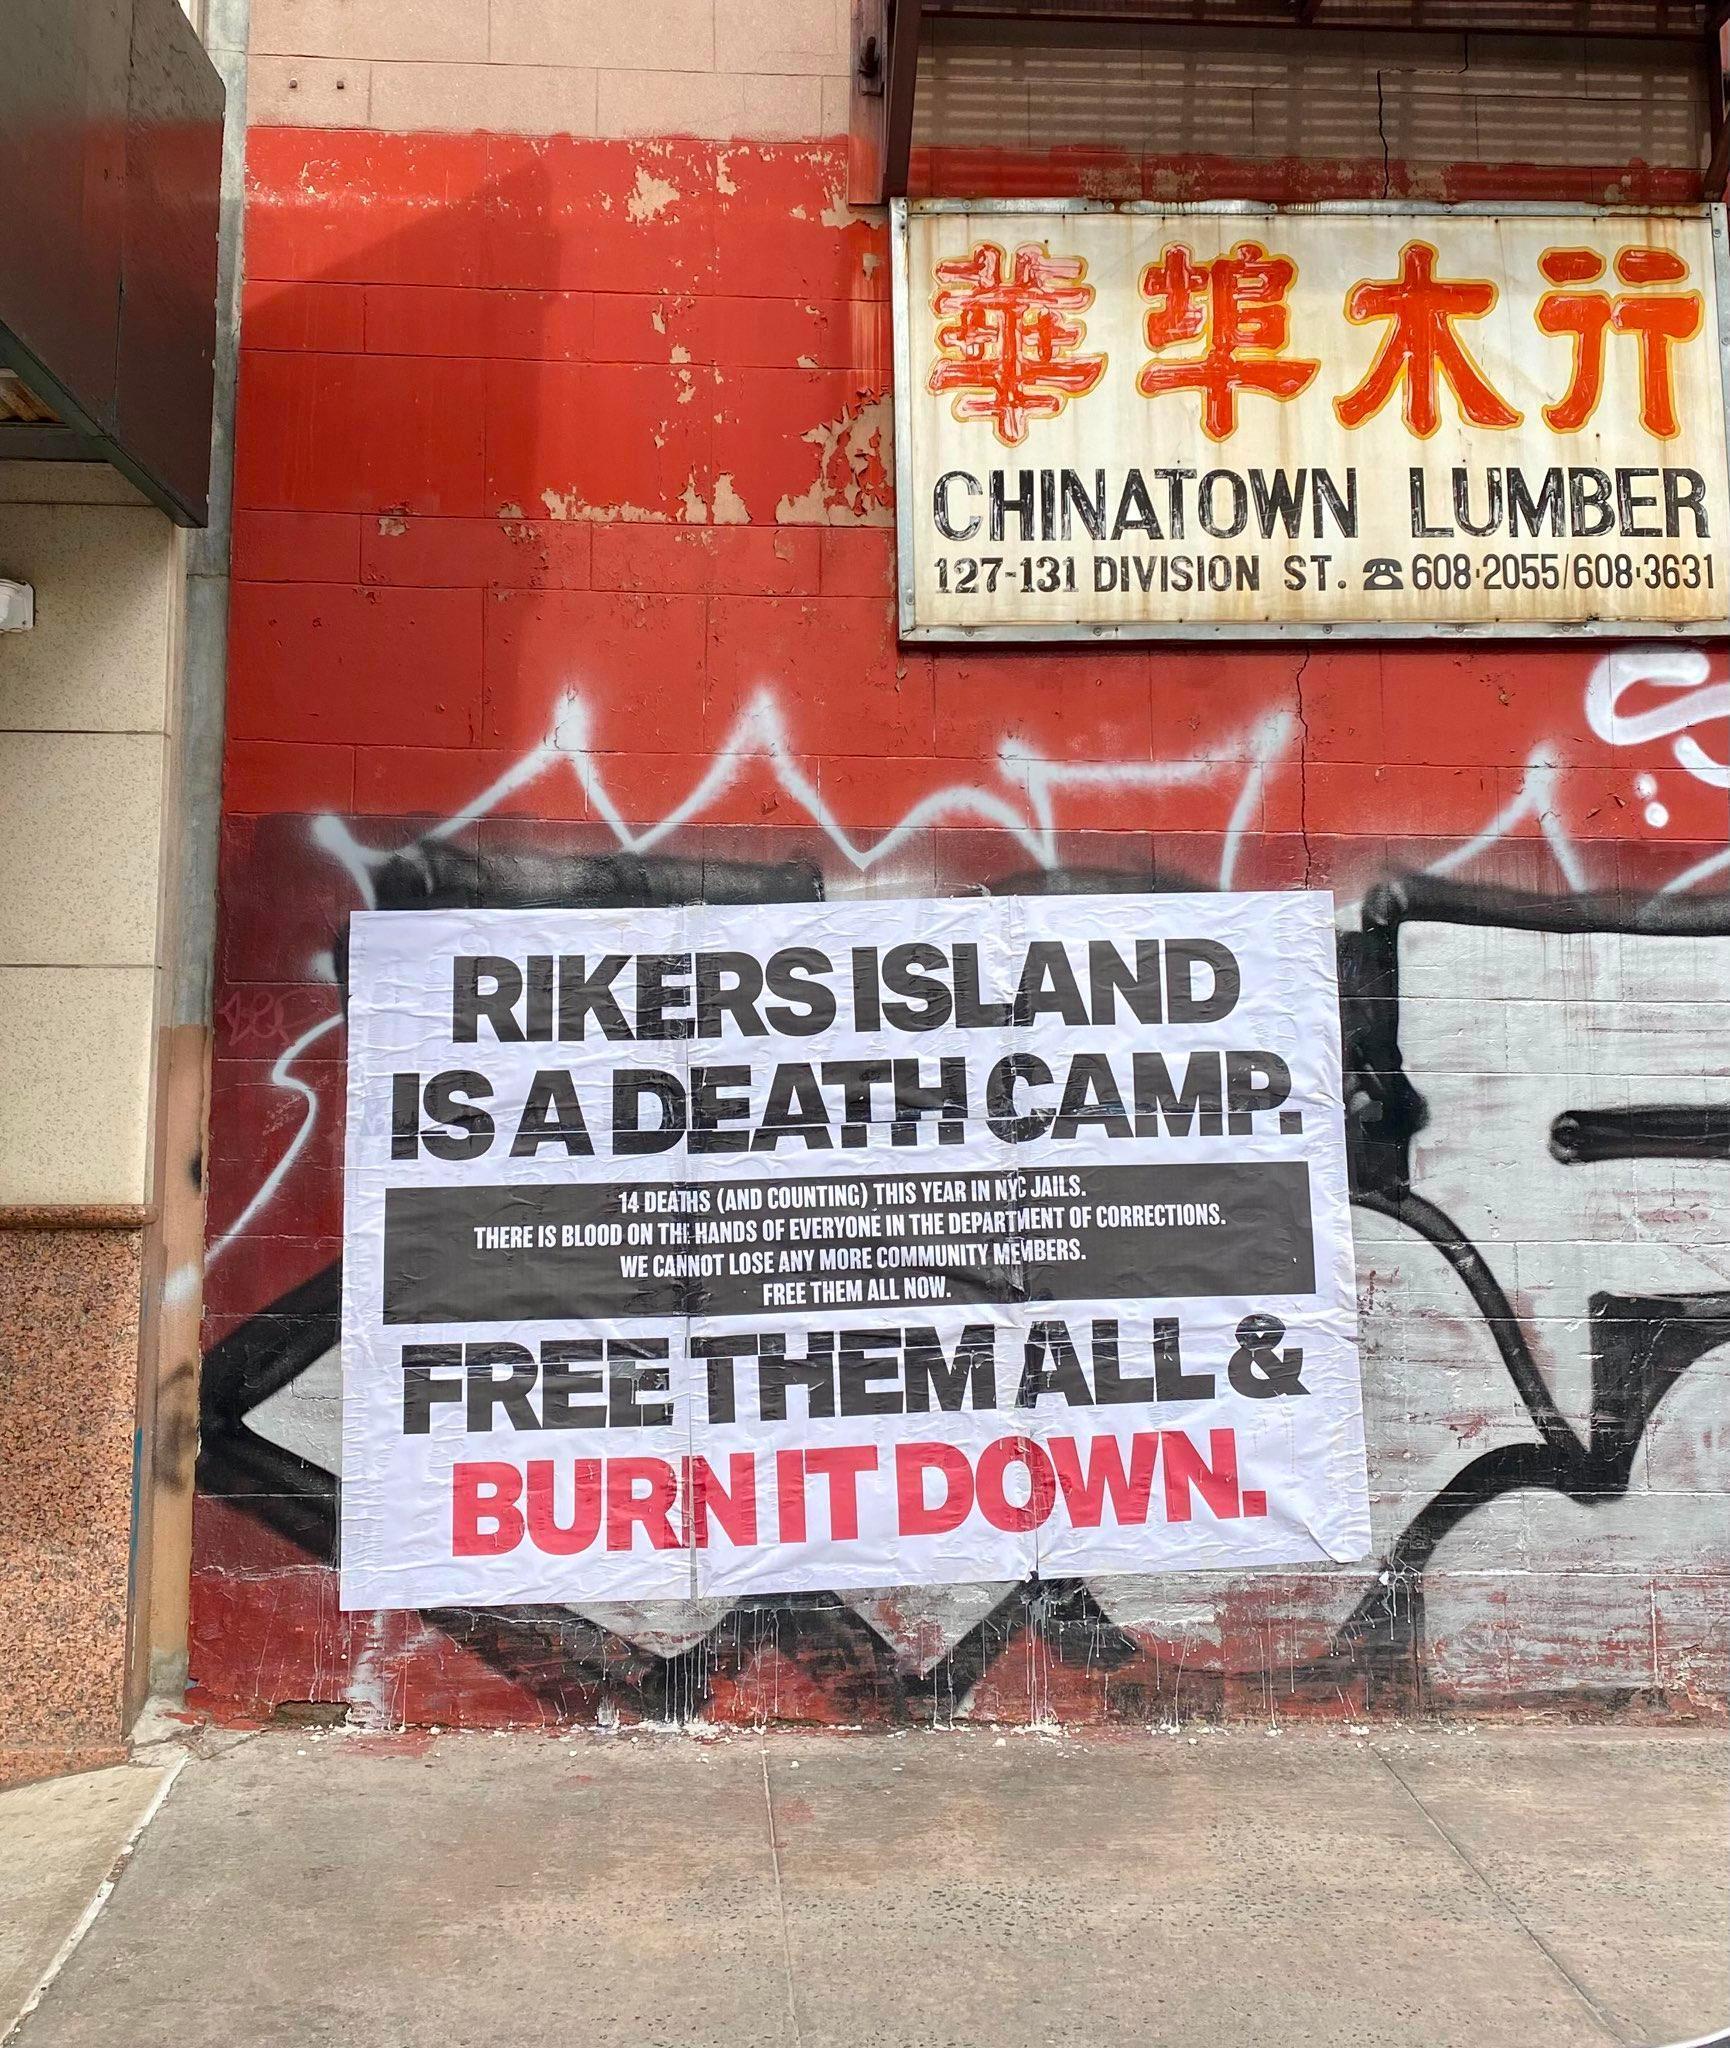 華埠木行
CHINATOWN LUMBER
127-131 DIVISION ST. ☎ 608·2055/608·3631
RIKERS ISLAND
IS A DEATH CAMP.
14 DEATHS (AND COUNTING) THIS YEAR IN NYC JAILS.
THERE IS BLOOD ON THE HANDS OF EVERYONE IN THE DEPARTMENT OF CORRECTIONS.
WE CANNOT LOSE ANY MORE COMMUNITY MEMBERS.
FREE THEM ALL NOW.
FREE THEM ALL &
BURN IT DOWN.